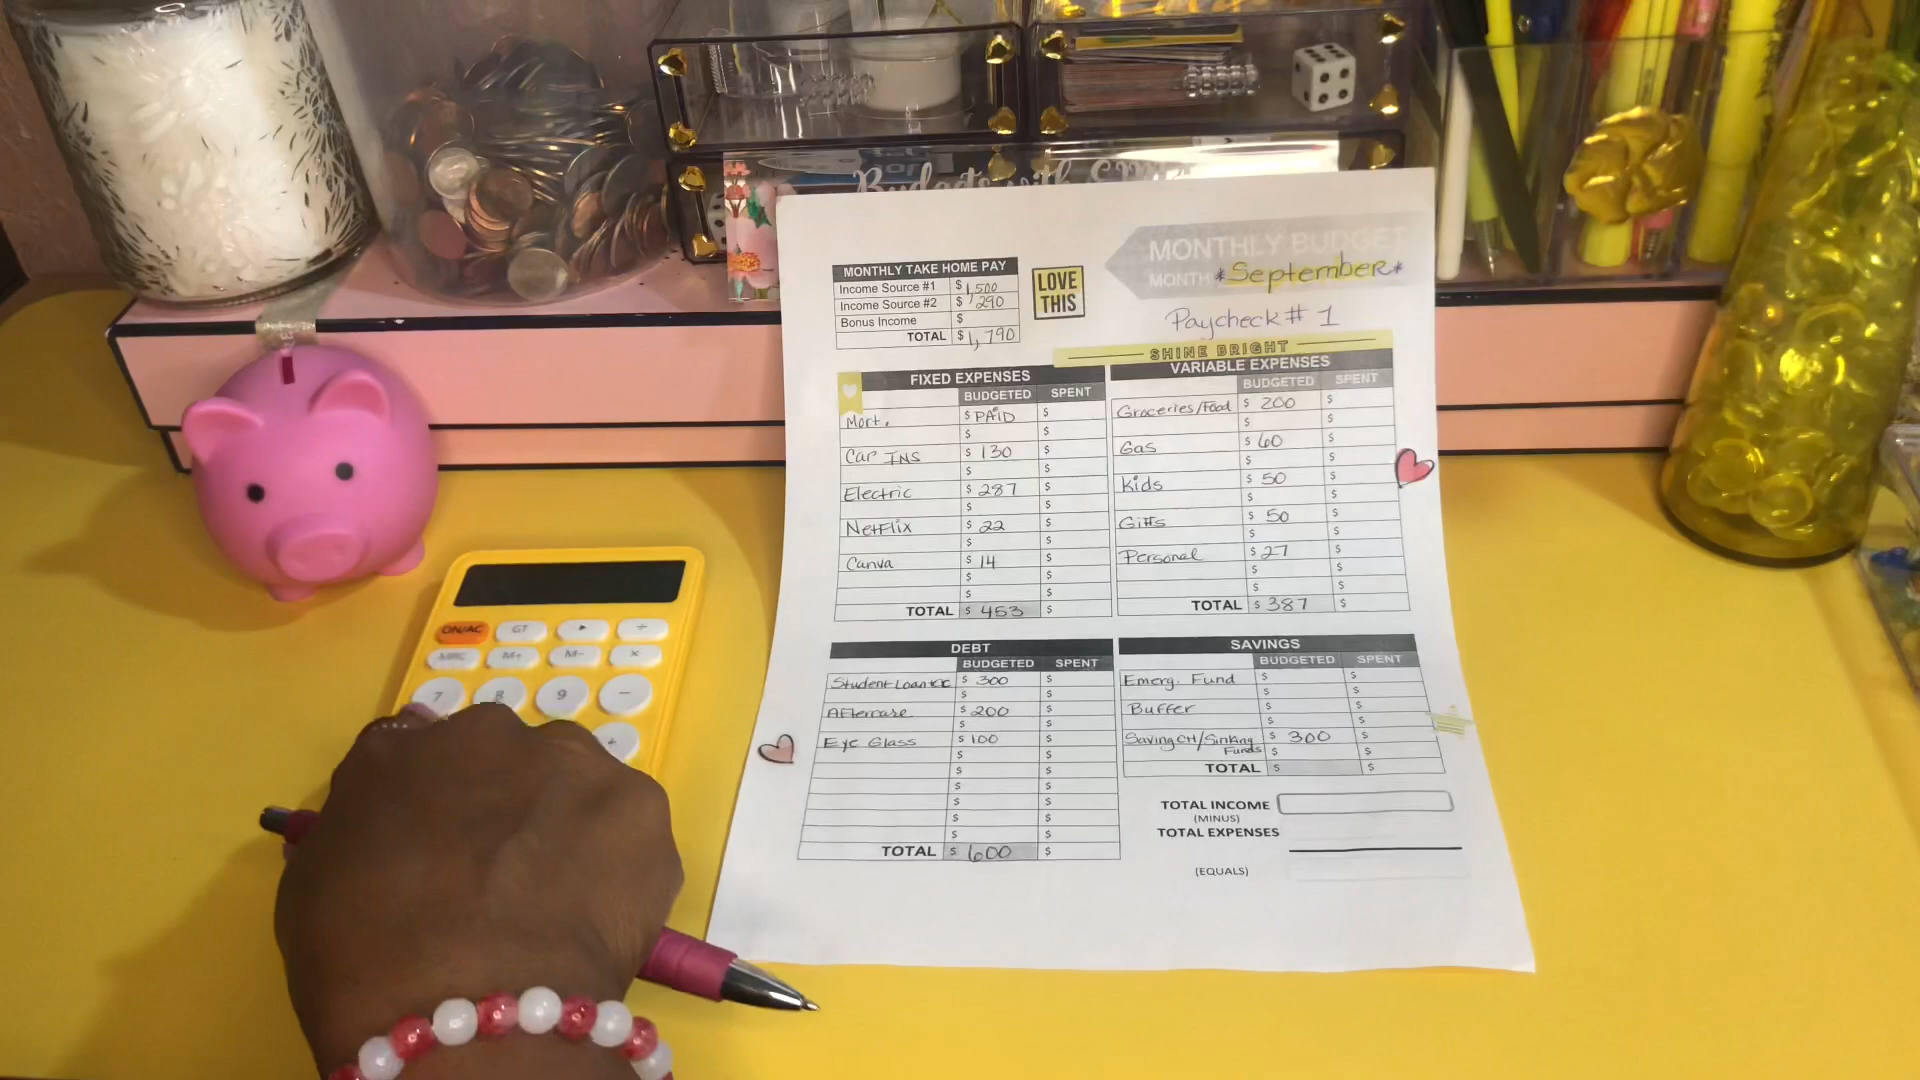 Budgets with
MONTHLY BUDGET
MONTH *September*
Paycheck # 1
MONTHLY TAKE HOME PAY
Income Source #1 $ 1,500
Income Source #2 $ 290
Bonus Income $
TOTAL $ 1,790
LOVE
THIS
SHINE BRIGHT
FIXED EXPENSES
BUDGETED SPENT
Mort. $ PAID $
$ $
Car INS $ 130 $
$ $
Electric $ 287 $
$ $
Netflix $ 22 $
$ $
Canva $ 14 $
$ $
$ $
TOTAL $ 453 $
VARIABLE EXPENSES
BUDGETED SPENT
Groceries/Food $ 200 $
$ $
Gas $ 60 $
$ $
Kids $ 50 $
$ $
Gifts $ 50 $
$ $
Personal $ 27 $
$ $
$ $
TOTAL $ 387 $
DEBT
BUDGETED SPENT
Student Loan $ 300 $
$ $
$ 200 $
$ $
Eye Glass $ 100 $
$ $
$ $
$ $
$ $
$ $
$ $
TOTAL $ 600 $
SAVINGS
BUDGETED SPENT
Emerg. Fund $ $
$ $
Buffer $ $
$ $
Saving CH/Sinking $ 300 $
Funds $ $
TOTAL $ $
TOTAL INCOME
(MINUS)
TOTAL EXPENSES
(EQUALS)
ON/AC GT ▶ ÷
MRC M+ M- ×
7 8 9 −
+